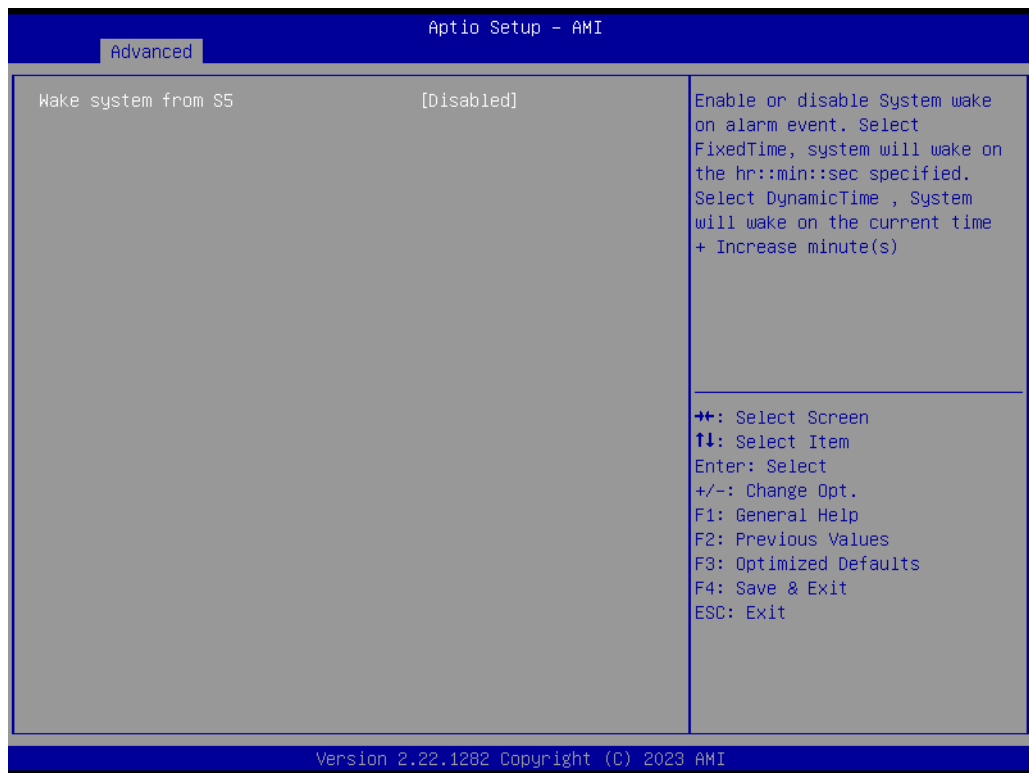 Aptio Setup – AMI
Advanced
Wake system from S5 [Disabled]
Enable or disable System wake
on alarm event. Select
FixedTime, system will wake on
the hr::min::sec specified.
Select DynamicTime , System
will wake on the current time
+ Increase minute(s)
→←: Select Screen
↑↓: Select Item
Enter: Select
+/-: Change Opt.
F1: General Help
F2: Previous Values
F3: Optimized Defaults
F4: Save & Exit
ESC: Exit
Version 2.22.1282 Copyright (C) 2023 AMI